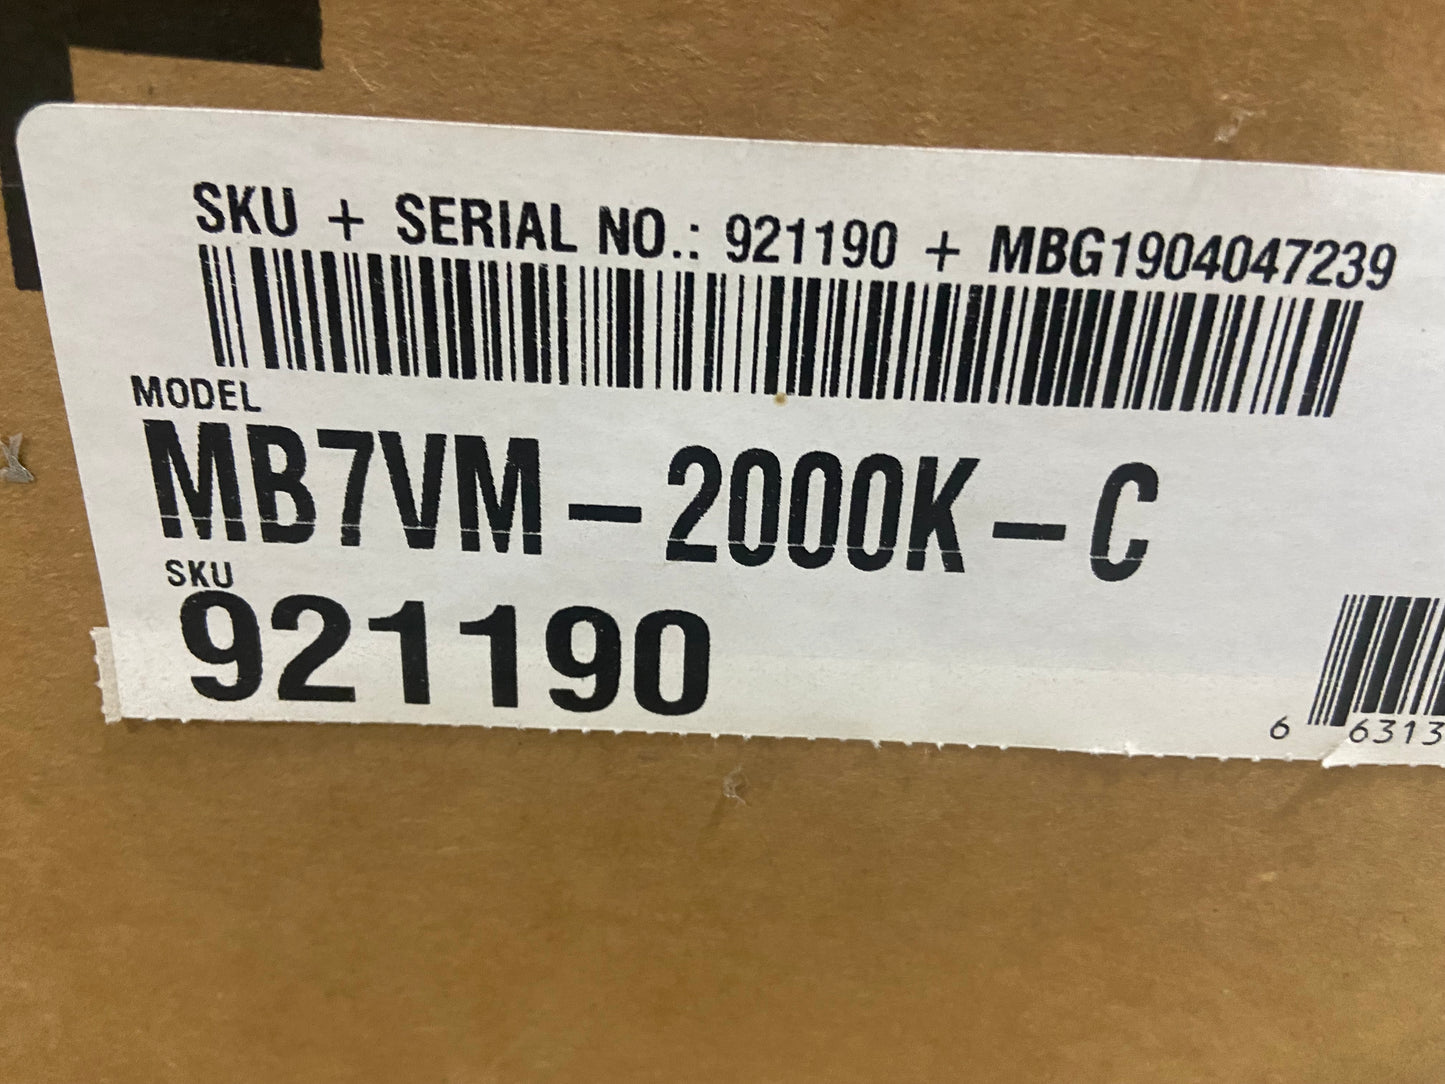 SKU + SERIAL NO.: 921190 + MBG1904047239
MODEL
MB7VM-2000K-C
SKU
921190
6 6313